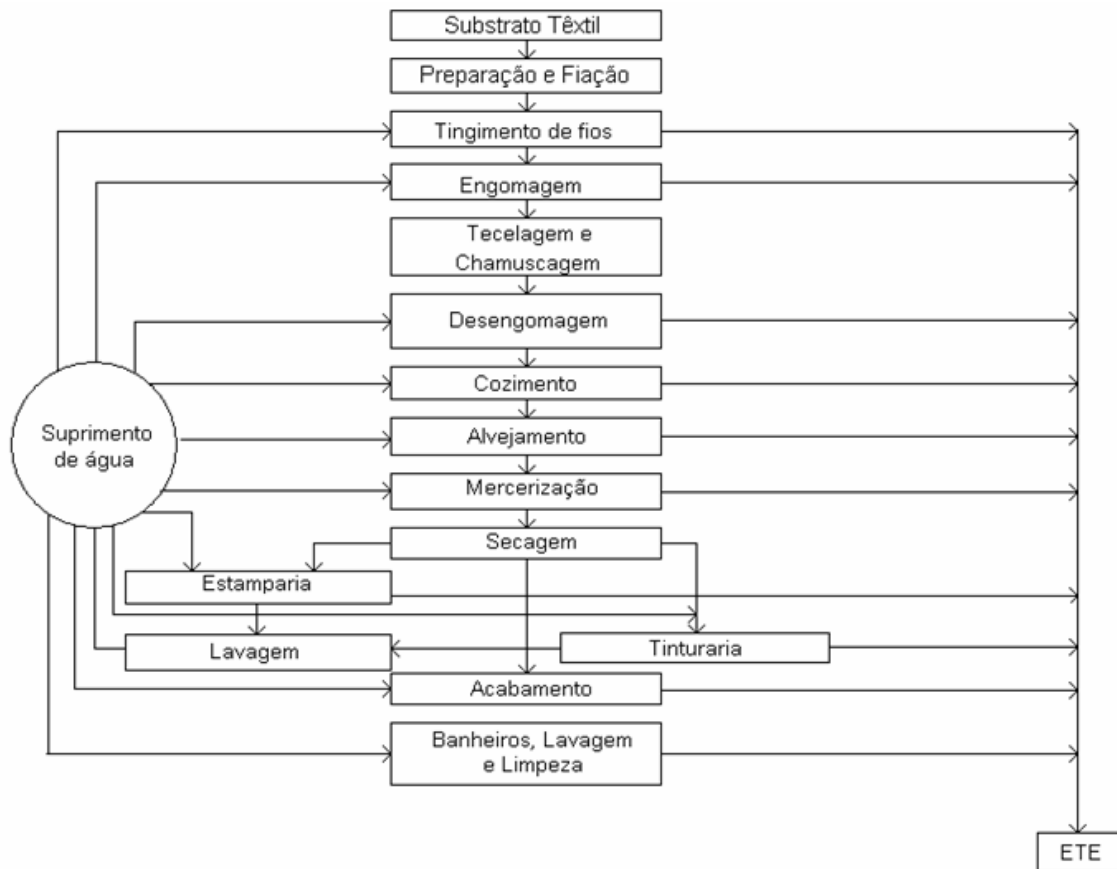 Substrato Têxtil
Preparação e Fiação
Tingimento de fios
Engomagem
Tecelagem e
Chamuscagem
Desengomagem
Cozimento
Suprimento
de água
Alvejamento
Mercerização
Secagem
Estamparia
Lavagem
Tinturaria
Acabamento
Banheiros, Lavagem
e Limpeza
ETE